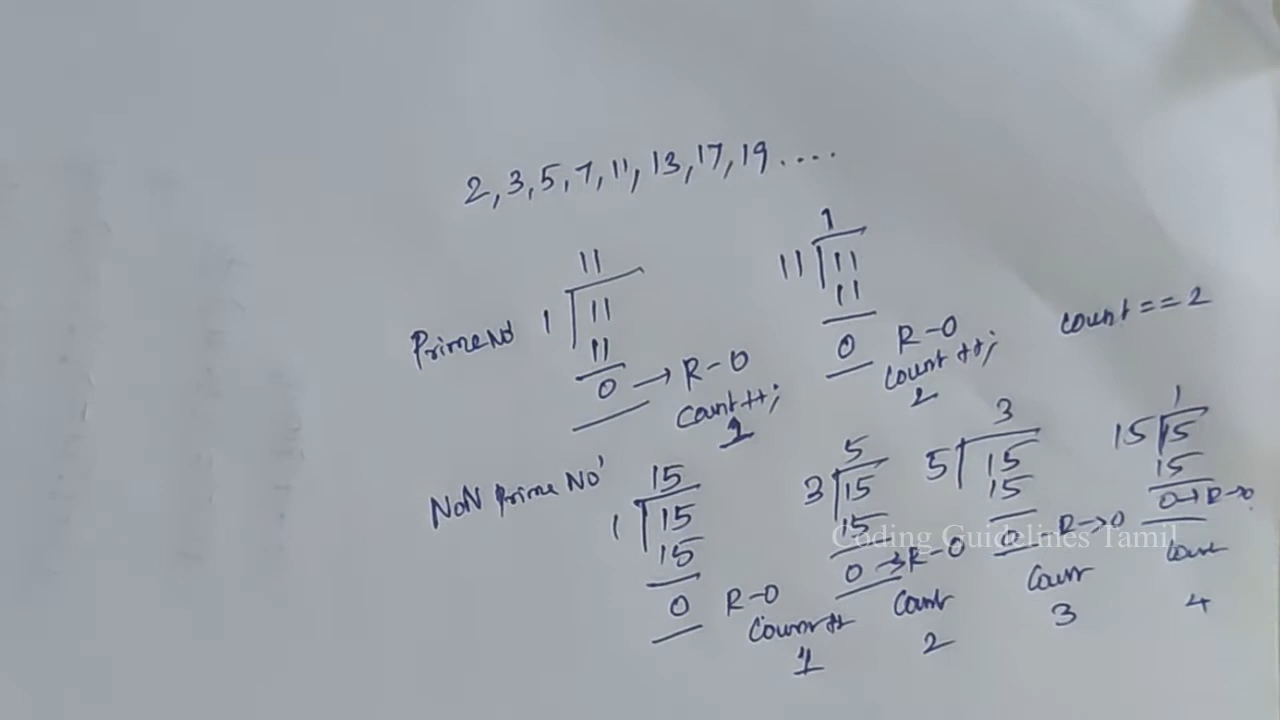 2, 3, 5, 7, 11, 13, 17, 19 ....
11
1
Prime No 1 11 11 11
11 11
0 → R-0 0 R-0 count == 2
Count++; Count++;
1 2
15 5 3 1
Non Prime No' 1 15 3 15 5 15 15 15
15 15 15 15
0 R-0 0 → R-0 0 R→0 0→R→0
Count++ Count Count Count
1 2 3 4
Coding Guidelines Tamil